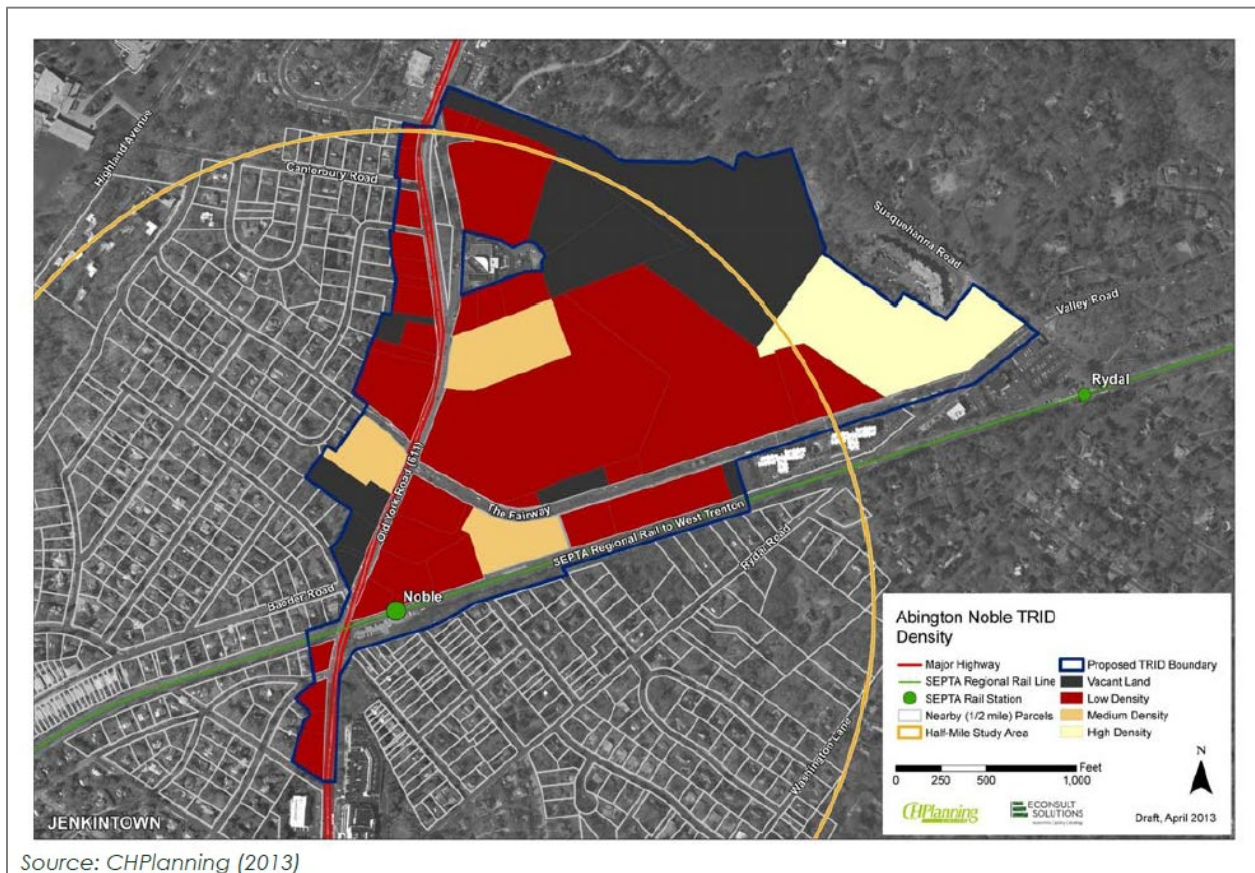 Highland Avenue
Canterbury Road
Susquehanna Road
Valley Road
Rydal
Old York Road (611)
The Fairway
SEPTA Regional Rail to West Trenton
Rydal Road
Baeder Road
Noble
Washington Lane
JENKINTOWN
Abington Noble TRID
Density
Major Highway
SEPTA Regional Rail Line
SEPTA Rail Station
Nearby (1/2 mile) Parcels
Half-Mile Study Area
Proposed TRID Boundary
Vacant Land
Low Density
Medium Density
High Density
N
Feet
0 250 500 1,000
CHPlanning
ECONSULT
SOLUTIONS
Draft, April 2013
Source: CHPlanning (2013)